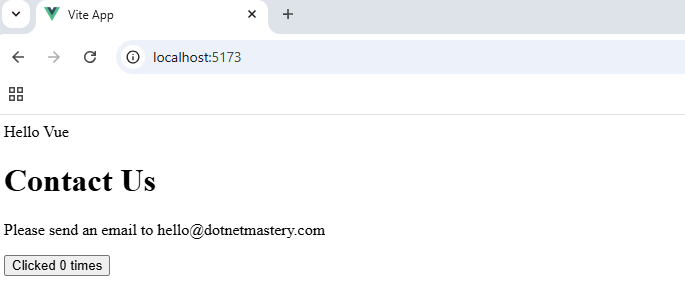 Vite App
localhost:5173
Hello Vue
Contact Us
Please send an email to hello@dotnetmastery.com
Clicked 0 times